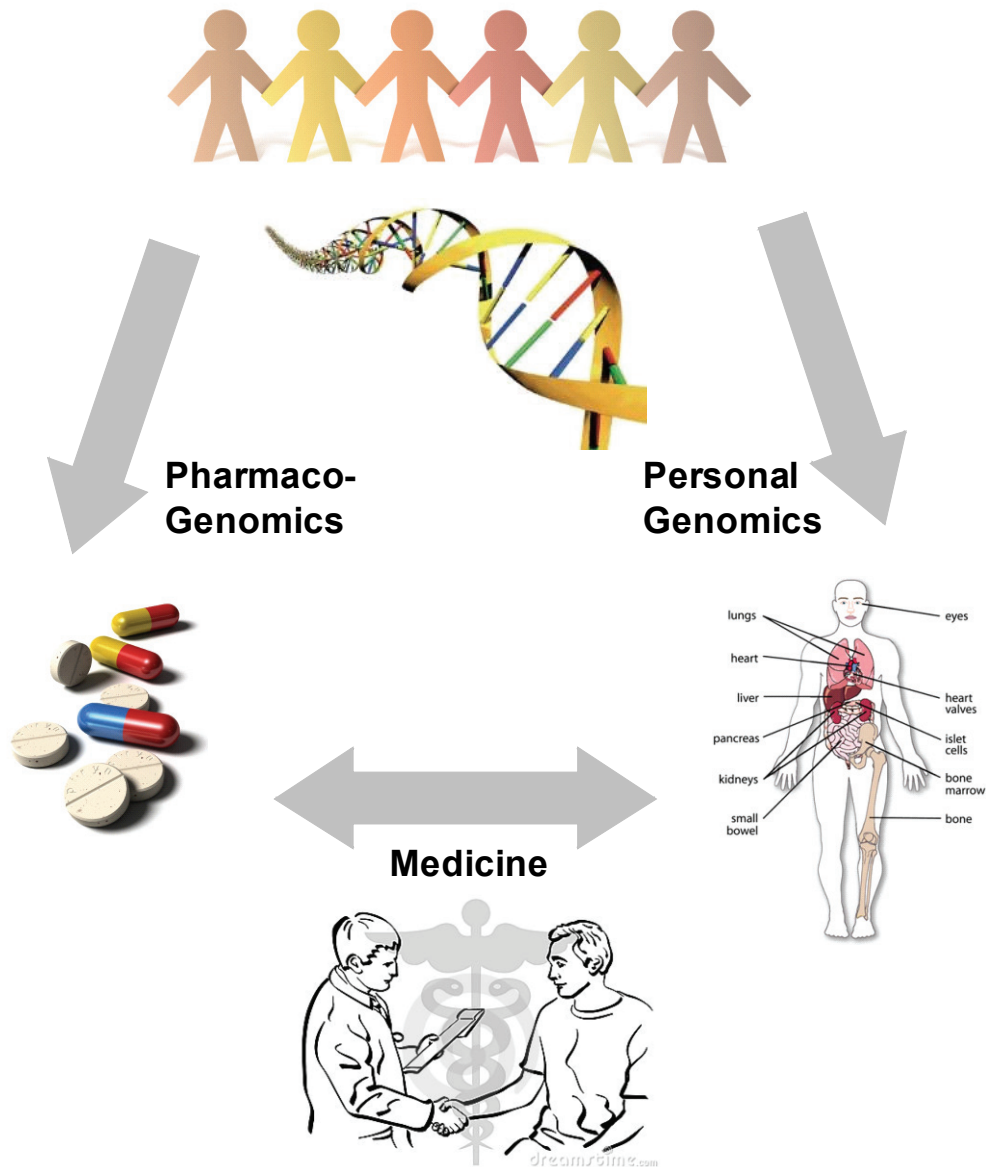 Pharmaco-
Genomics
Personal
Genomics
lungs
heart
liver
pancreas
kidneys
small
bowel
eyes
heart
valves
islet
cells
bone
marrow
bone
Medicine
dreamstime.com